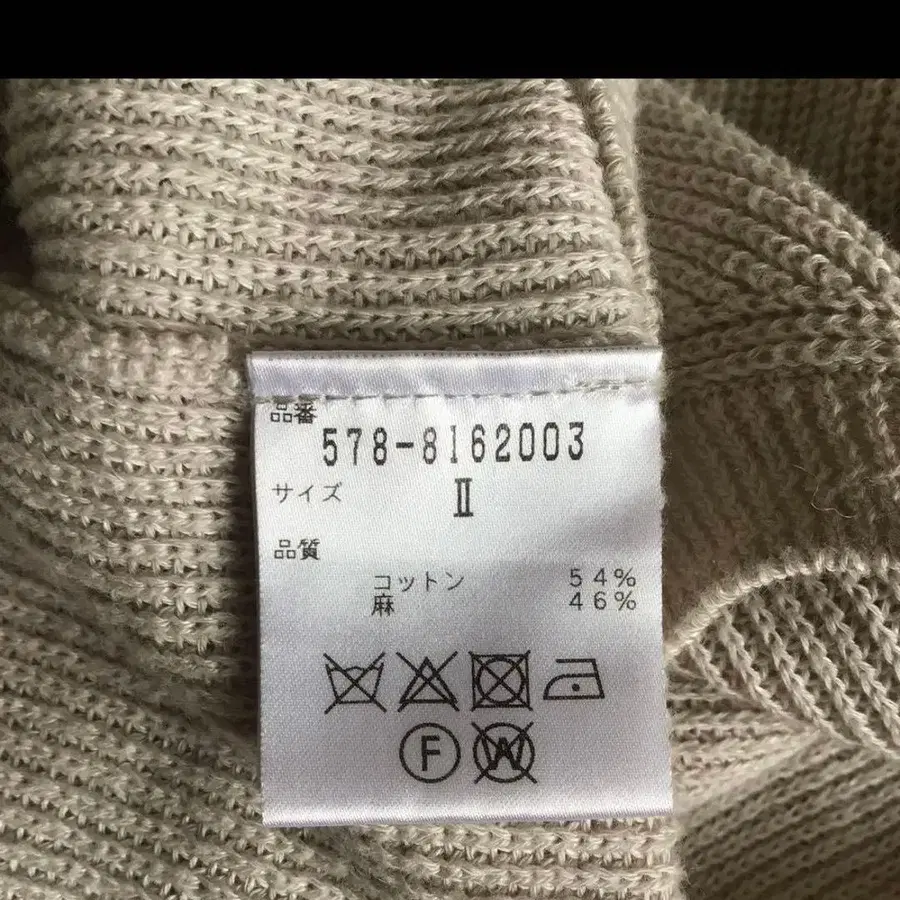 品番
578-8162003
サイズ II
品質
コットン 54%
麻 46%
F W